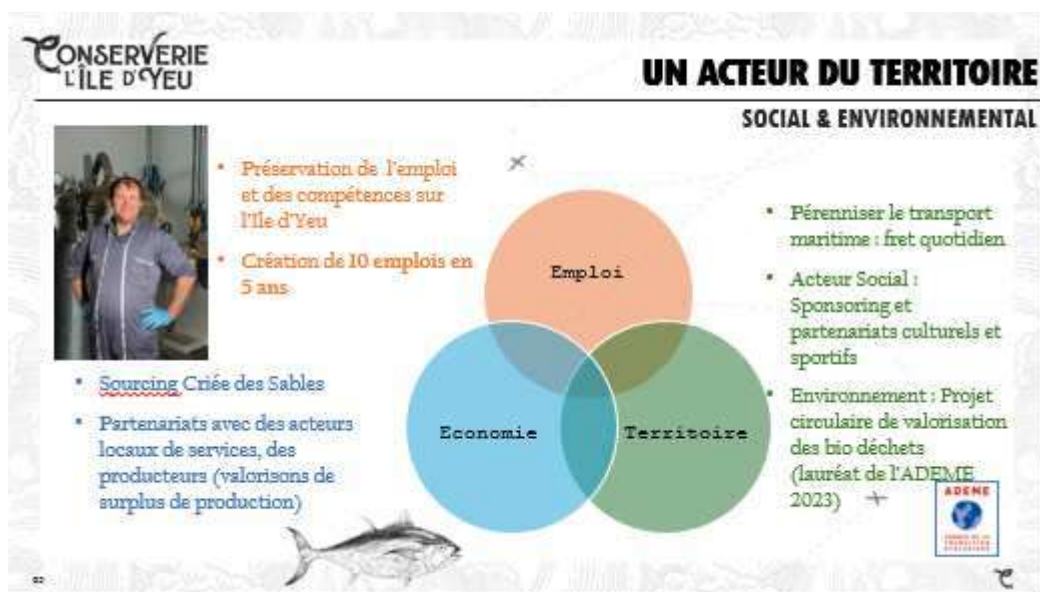 CONSERVERIE
L'ÎLE D'YEU
UN ACTEUR DU TERRITOIRE
SOCIAL & ENVIRONNEMENTAL
• Préservation de l'emploi
et des compétences sur
l'Ile d'Yeu
• Création de 10 emplois en
5 ans
• Sourcing Criée des Sables
• Partenariats avec des acteurs
locaux de services, des
producteurs (valorisons de
surplus de production)
Emploi
Economie
Territoire
• Pérenniser le transport
maritime : fret quotidien
• Acteur Social :
Sponsoring et
partenariats culturels et
sportifs
• Environnement : Projet
circulaire de valorisation
des bio déchets
(lauréat de l'ADEME
2023)
ADEME